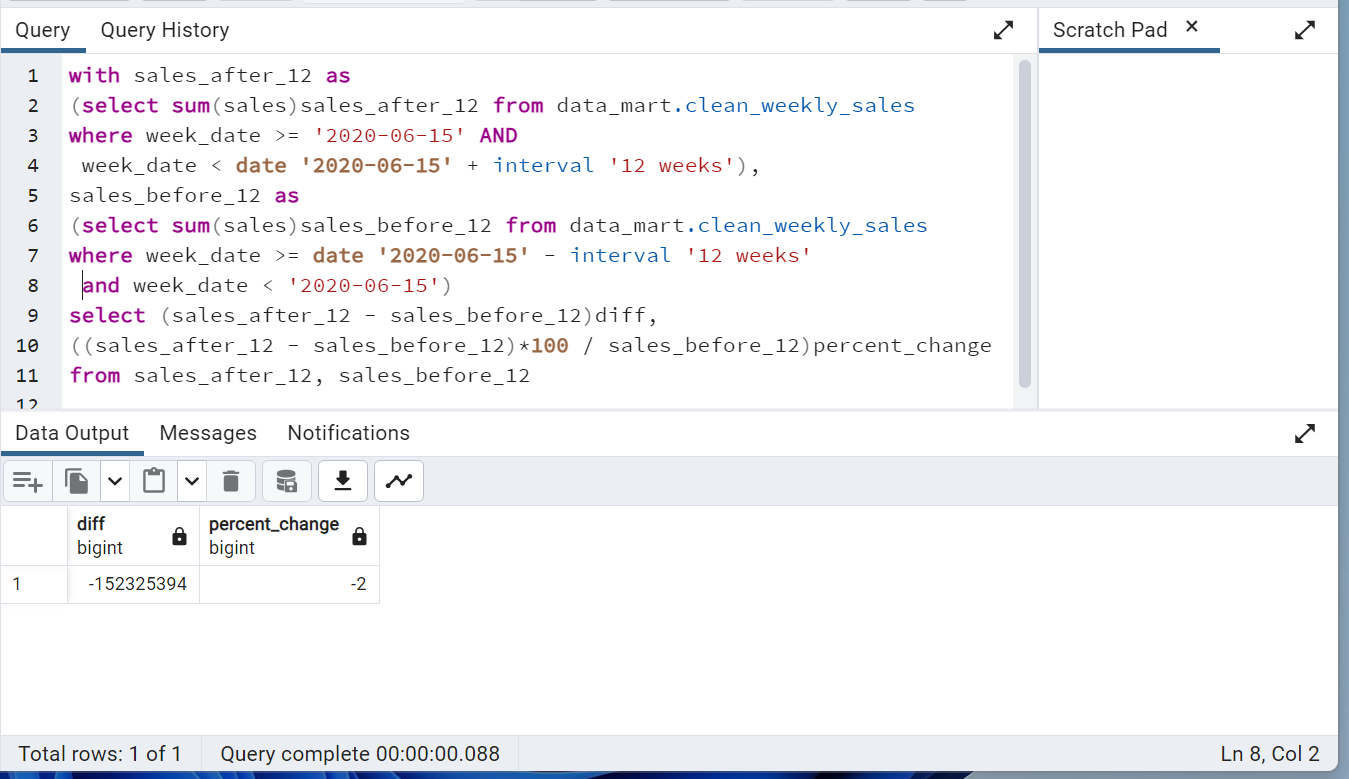 Query Query History
Scratch Pad ×
1 with sales_after_12 as
2 (select sum(sales)sales_after_12 from data_mart.clean_weekly_sales
3 where week_date >= '2020-06-15' AND
4 week_date < date '2020-06-15' + interval '12 weeks'),
5 sales_before_12 as
6 (select sum(sales)sales_before_12 from data_mart.clean_weekly_sales
7 where week_date >= date '2020-06-15' - interval '12 weeks'
8 and week_date < '2020-06-15')
9 select (sales_after_12 - sales_before_12)diff,
10 ((sales_after_12 - sales_before_12)*100 / sales_before_12)percent_change
11 from sales_after_12, sales_before_12
12
Data Output Messages Notifications
diff percent_change
bigint bigint
1 -152325394 -2
Total rows: 1 of 1 Query complete 00:00:00.088 Ln 8, Col 2